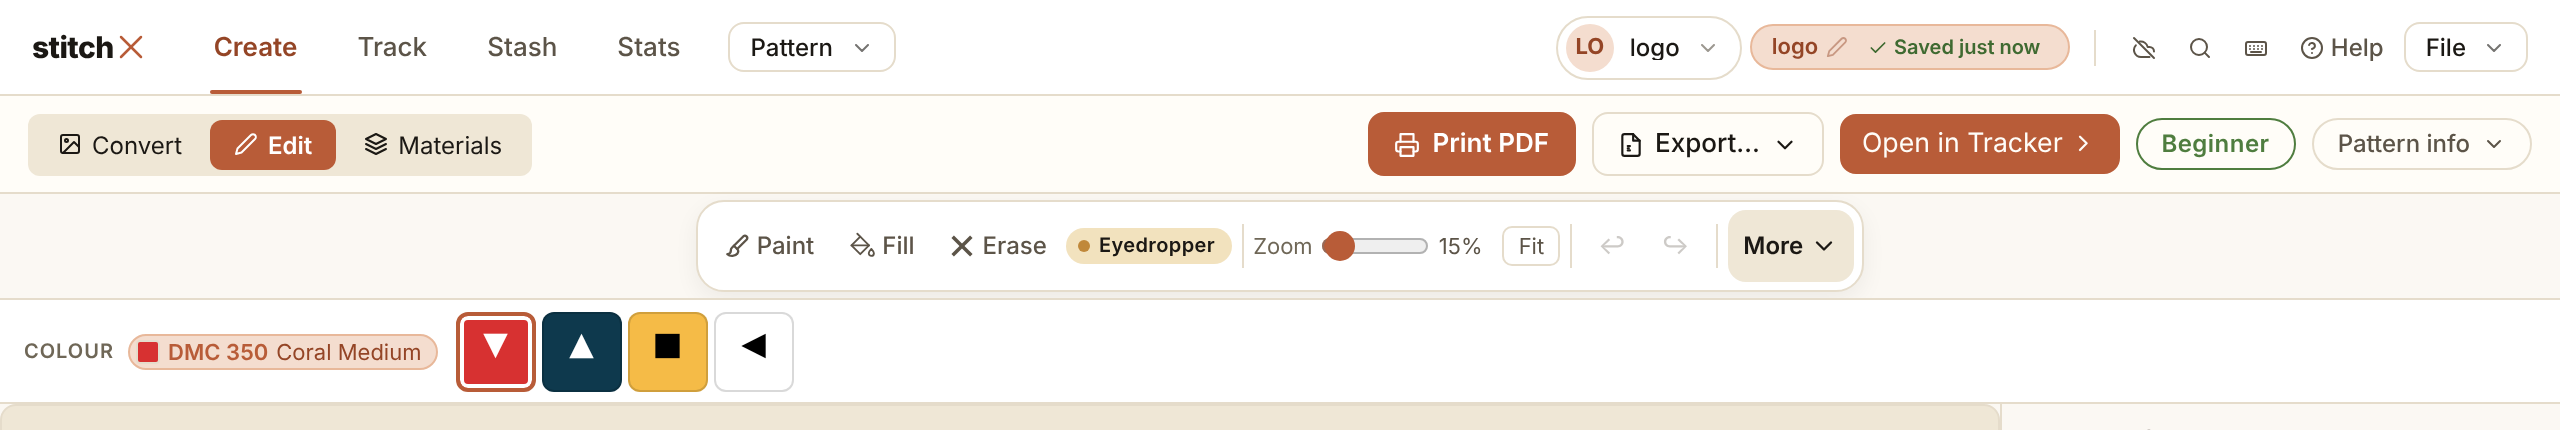 stitch Create Track Stash Stats Pattern LO logo logo Saved just now Help File
Convert Edit Materials Print PDF Export... Open in Tracker Beginner Pattern info
Paint Fill Erase Eyedropper Zoom 15% Fit More
COLOUR DMC 350 Coral Medium